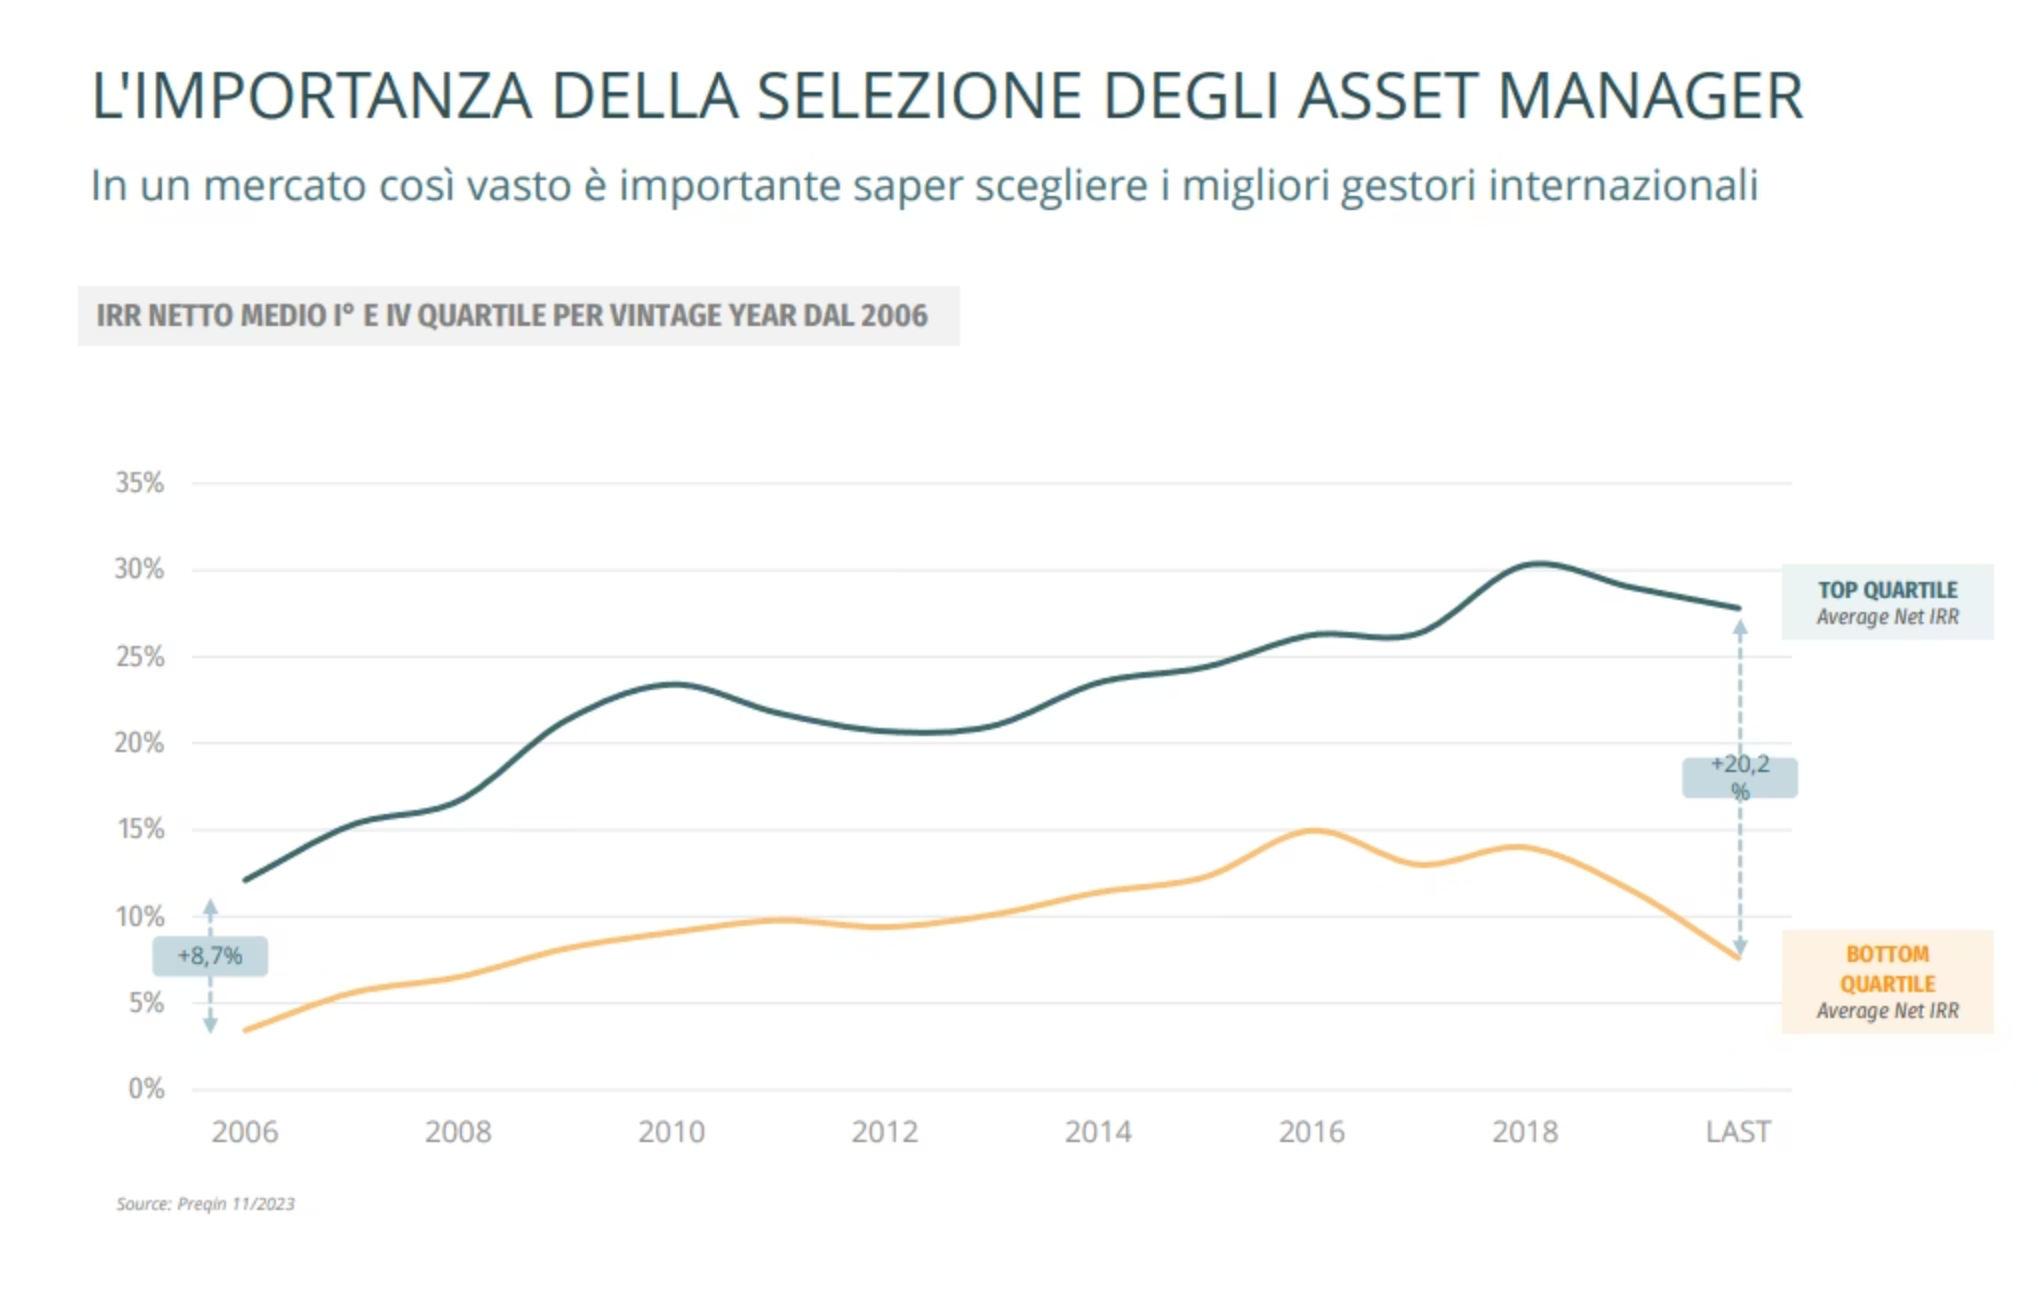 L'IMPORTANZA DELLA SELEZIONE DEGLI ASSET MANAGER
In un mercato così vasto è importante saper scegliere i migliori gestori internazionali
IRR NETTO MEDIO I° E IV QUARTILE PER VINTAGE YEAR DAL 2006
35%
30%
25%
20%
15%
10%
5%
0%
+8,7%
+20,2
%
TOP QUARTILE
Average Net IRR
BOTTOM
QUARTILE
Average Net IRR
2006 2008 2010 2012 2014 2016 2018 LAST
Source: Preqin 11/2023